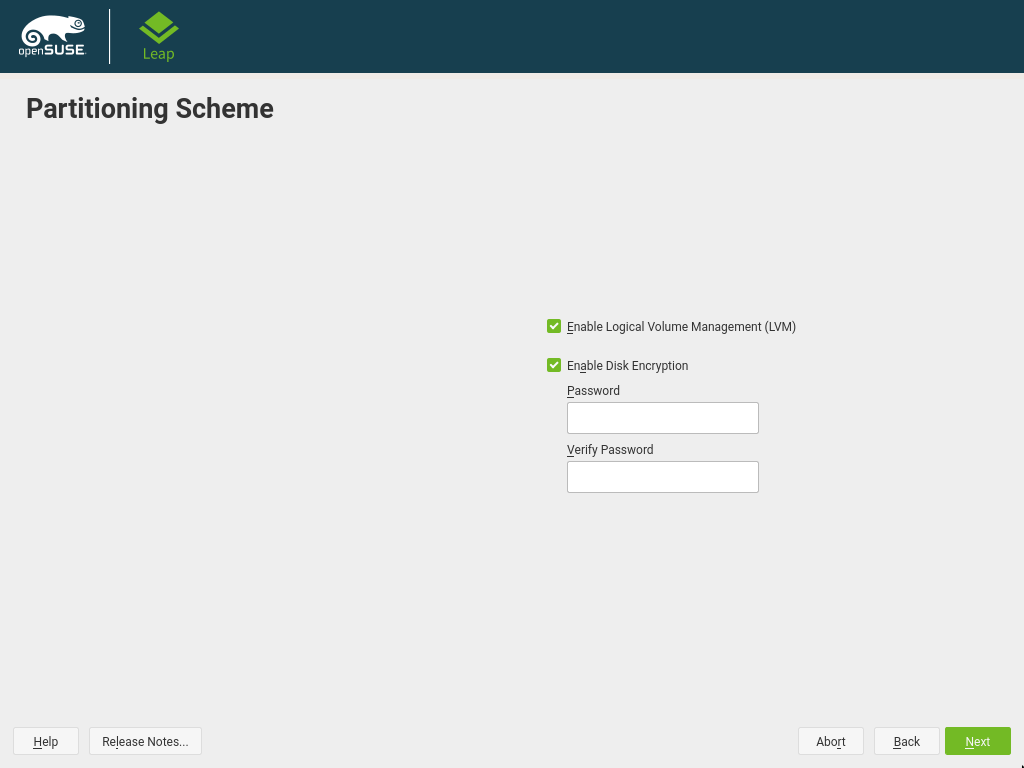 openSUSE
Leap
Partitioning Scheme
Enable Logical Volume Management (LVM)
Enable Disk Encryption
Password
Verify Password
Help
Release Notes...
Abort
Back
Next